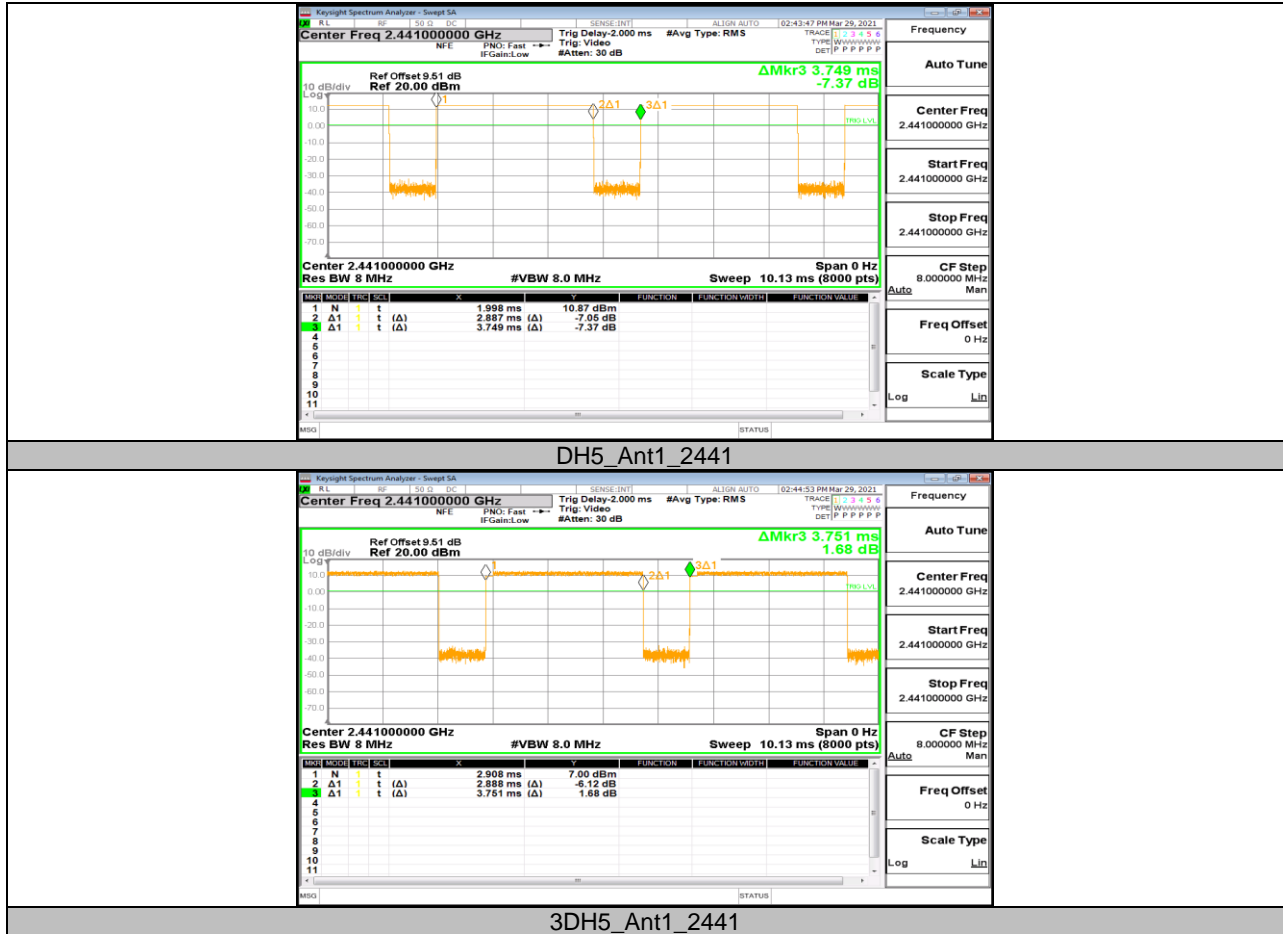 Keysight Spectrum Analyzer - Swept SA
RL RF 50 Ω DC SENSE:INT ALIGN AUTO 02:43:47 PM Mar 29, 2021
Center Freq 2.441000000 GHz Trig Delay-2.000 ms #Avg Type: RMS TRACE 1 2 3 4 5 6
NFE PNO: Fast Trig: Video TYPE WWWWWW
IFGain:Low #Atten: 30 dB DET P P P P P P
Frequency
Auto Tune
Center Freq
2.441000000 GHz
Start Freq
2.441000000 GHz
Stop Freq
2.441000000 GHz
CF Step
8.000000 MHz
Auto Man
Freq Offset
0 Hz
Scale Type
Log Lin
ΔMkr3 3.749 ms
-7.37 dB
Ref Offset 9.51 dB
10 dB/div Ref 20.00 dBm
Log
1
2Δ1
3Δ1
TRIG LVL
10.0
0.00
-10.0
-20.0
-30.0
-40.0
-50.0
-60.0
-70.0
Center 2.441000000 GHz Span 0 Hz
Res BW 8 MHz #VBW 8.0 MHz Sweep 10.13 ms (8000 pts)
MKR MODE TRC SCL X Y FUNCTION FUNCTION WIDTH FUNCTION VALUE
1 N 1 t 1.998 ms 10.87 dBm
2 Δ1 1 t (Δ) 2.887 ms (Δ) -7.05 dB
3 Δ1 1 t (Δ) 3.749 ms (Δ) -7.37 dB
4
5
6
7
8
9
10
11
MSG STATUS
DH5_Ant1_2441
Keysight Spectrum Analyzer - Swept SA
RL RF 50 Ω DC SENSE:INT ALIGN AUTO 02:44:53 PM Mar 29, 2021
Center Freq 2.441000000 GHz Trig Delay-2.000 ms #Avg Type: RMS TRACE 1 2 3 4 5 6
NFE PNO: Fast Trig: Video TYPE WWWWWW
IFGain:Low #Atten: 30 dB DET P P P P P P
Frequency
Auto Tune
Center Freq
2.441000000 GHz
Start Freq
2.441000000 GHz
Stop Freq
2.441000000 GHz
CF Step
8.000000 MHz
Auto Man
Freq Offset
0 Hz
Scale Type
Log Lin
ΔMkr3 3.751 ms
1.68 dB
Ref Offset 9.51 dB
10 dB/div Ref 20.00 dBm
Log
1
2Δ1
3Δ1
TRIG LVL
10.0
0.00
-10.0
-20.0
-30.0
-40.0
-50.0
-60.0
-70.0
Center 2.441000000 GHz Span 0 Hz
Res BW 8 MHz #VBW 8.0 MHz Sweep 10.13 ms (8000 pts)
MKR MODE TRC SCL X Y FUNCTION FUNCTION WIDTH FUNCTION VALUE
1 N 1 t 2.908 ms 7.00 dBm
2 Δ1 1 t (Δ) 2.888 ms (Δ) -6.12 dB
3 Δ1 1 t (Δ) 3.751 ms (Δ) 1.68 dB
4
5
6
7
8
9
10
11
MSG STATUS
3DH5_Ant1_2441